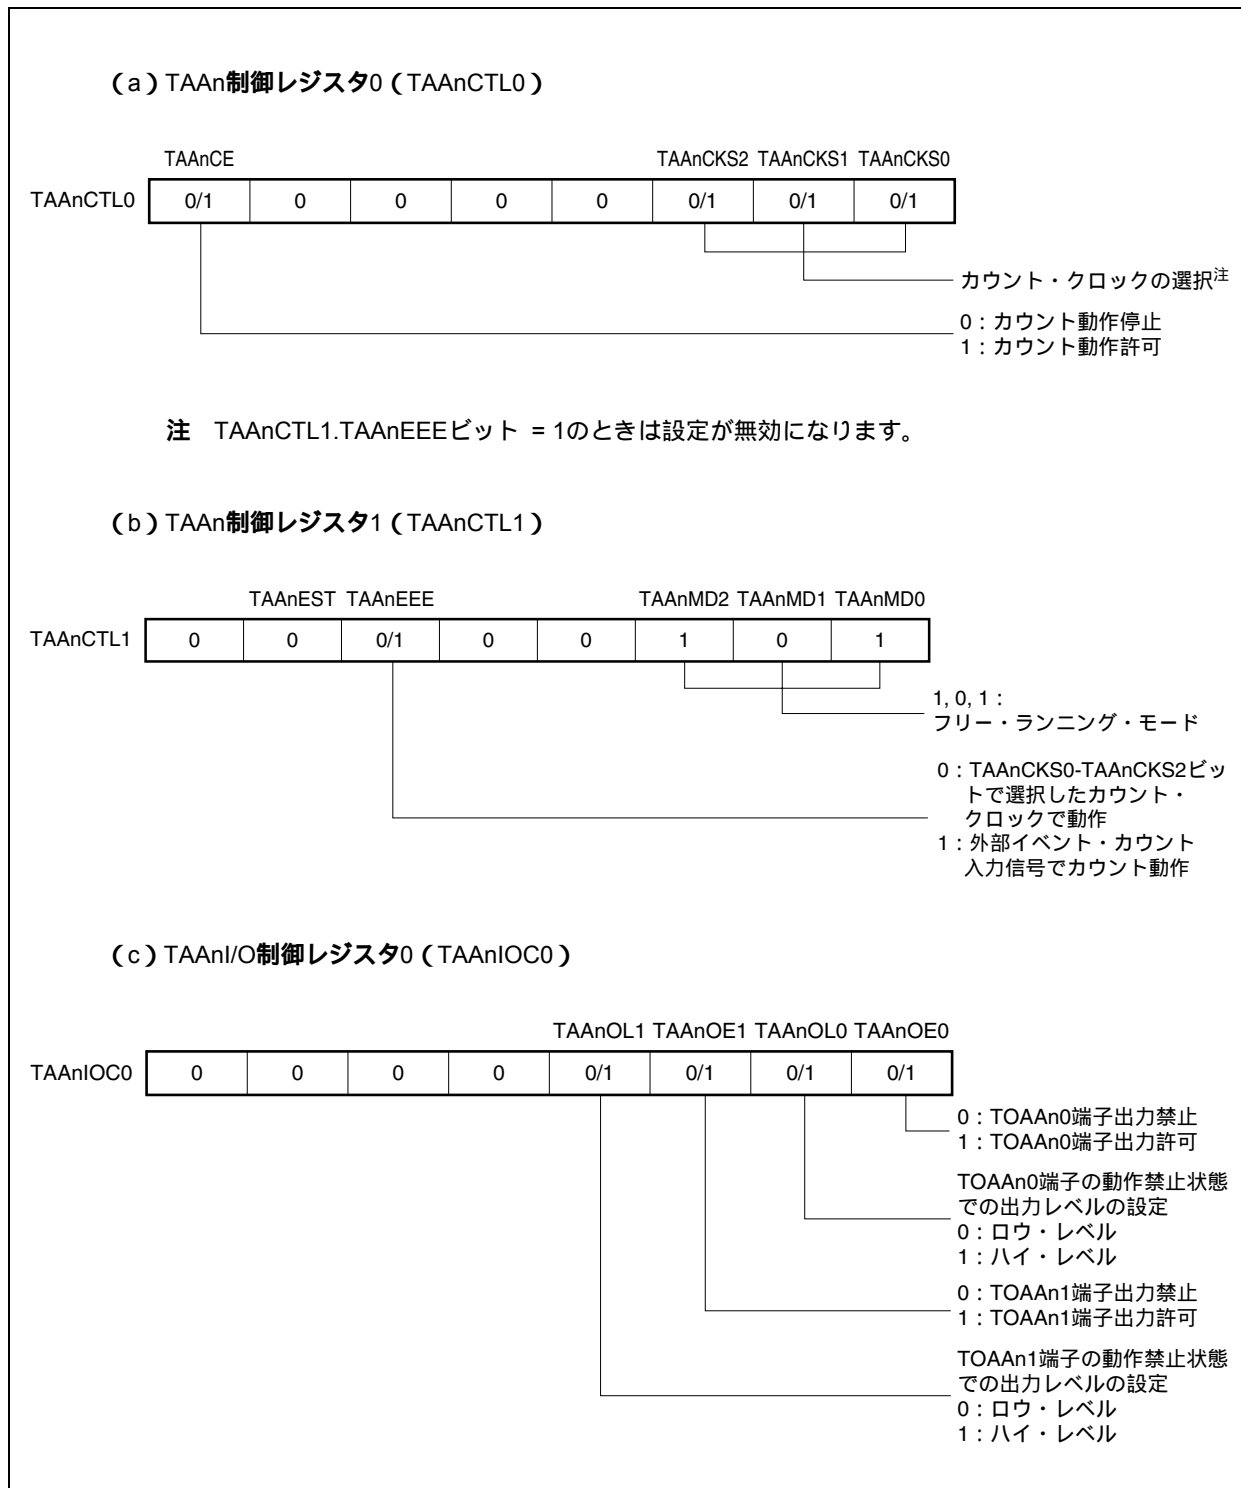 (a)TAAn制御レジスタ0(TAAnCTL0)
TAAnCE TAAnCKS2 TAAnCKS1 TAAnCKS0
TAAnCTL0 0/1 0 0 0 0 0/1 0/1 0/1
カウント・クロックの選択注
0:カウント動作停止
1:カウント動作許可
注 TAAnCTL1.TAAnEEEビット = 1のときは設定が無効になります。
(b)TAAn制御レジスタ1(TAAnCTL1)
TAAnEST TAAnEEE TAAnMD2 TAAnMD1 TAAnMD0
TAAnCTL1 0 0 0/1 0 0 1 0 1
1, 0, 1:
フリー・ランニング・モード
0:TAAnCKS0-TAAnCKS2ビッ
トで選択したカウント・
クロックで動作
1:外部イベント・カウント
入力信号でカウント動作
(c)TAAnI/O制御レジスタ0(TAAnIOC0)
TAAnOL1 TAAnOE1 TAAnOL0 TAAnOE0
TAAnIOC0 0 0 0 0 0/1 0/1 0/1 0/1
0:TOAAn0端子出力禁止
1:TOAAn0端子出力許可
TOAAn0端子の動作禁止状態
での出力レベルの設定
0:ロウ・レベル
1:ハイ・レベル
0:TOAAn1端子出力禁止
1:TOAAn1端子出力許可
TOAAn1端子の動作禁止状態
での出力レベルの設定
0:ロウ・レベル
1:ハイ・レベル